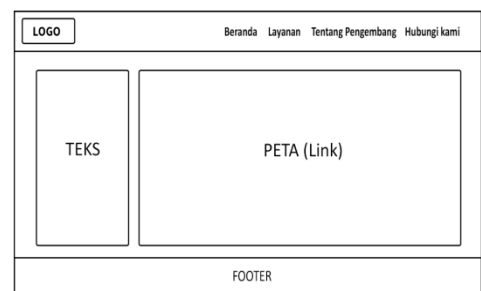 LOGO
Beranda Layanan Tentang Pengembang Hubungi kami
TEKS
PETA (Link)
FOOTER